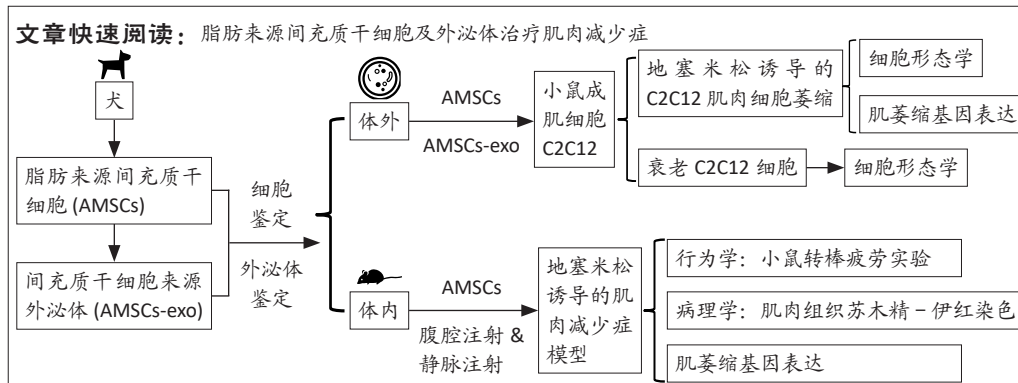 文章快速阅读：脂肪来源间充质干细胞及外泌体治疗肌肉减少症
犬
脂肪来源间充质干
细胞 (AMSCs)
间充质干细胞来源
外泌体 (AMSCs-exo)
细胞
鉴定
外泌体
鉴定
体外
AMSCs
AMSCs-exo
小鼠成
肌细胞
C2C12
地塞米松诱导的
C2C12 肌肉细胞萎缩
细胞形态学
肌萎缩基因表达
衰老 C2C12 细胞
细胞形态学
体内
AMSCs
腹腔注射 &
静脉注射
地塞米松
诱导的肌
肉减少症
模型
行为学：小鼠转棒疲劳实验
病理学：肌肉组织苏木精－伊红染色
肌萎缩基因表达